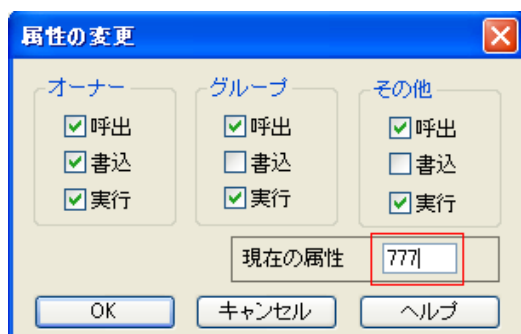 属性の変更
オーナー グループ その他
呼出 呼出 呼出
書込 書込 書込
実行 実行 実行
現在の属性 777
OK キャンセル ヘルプ